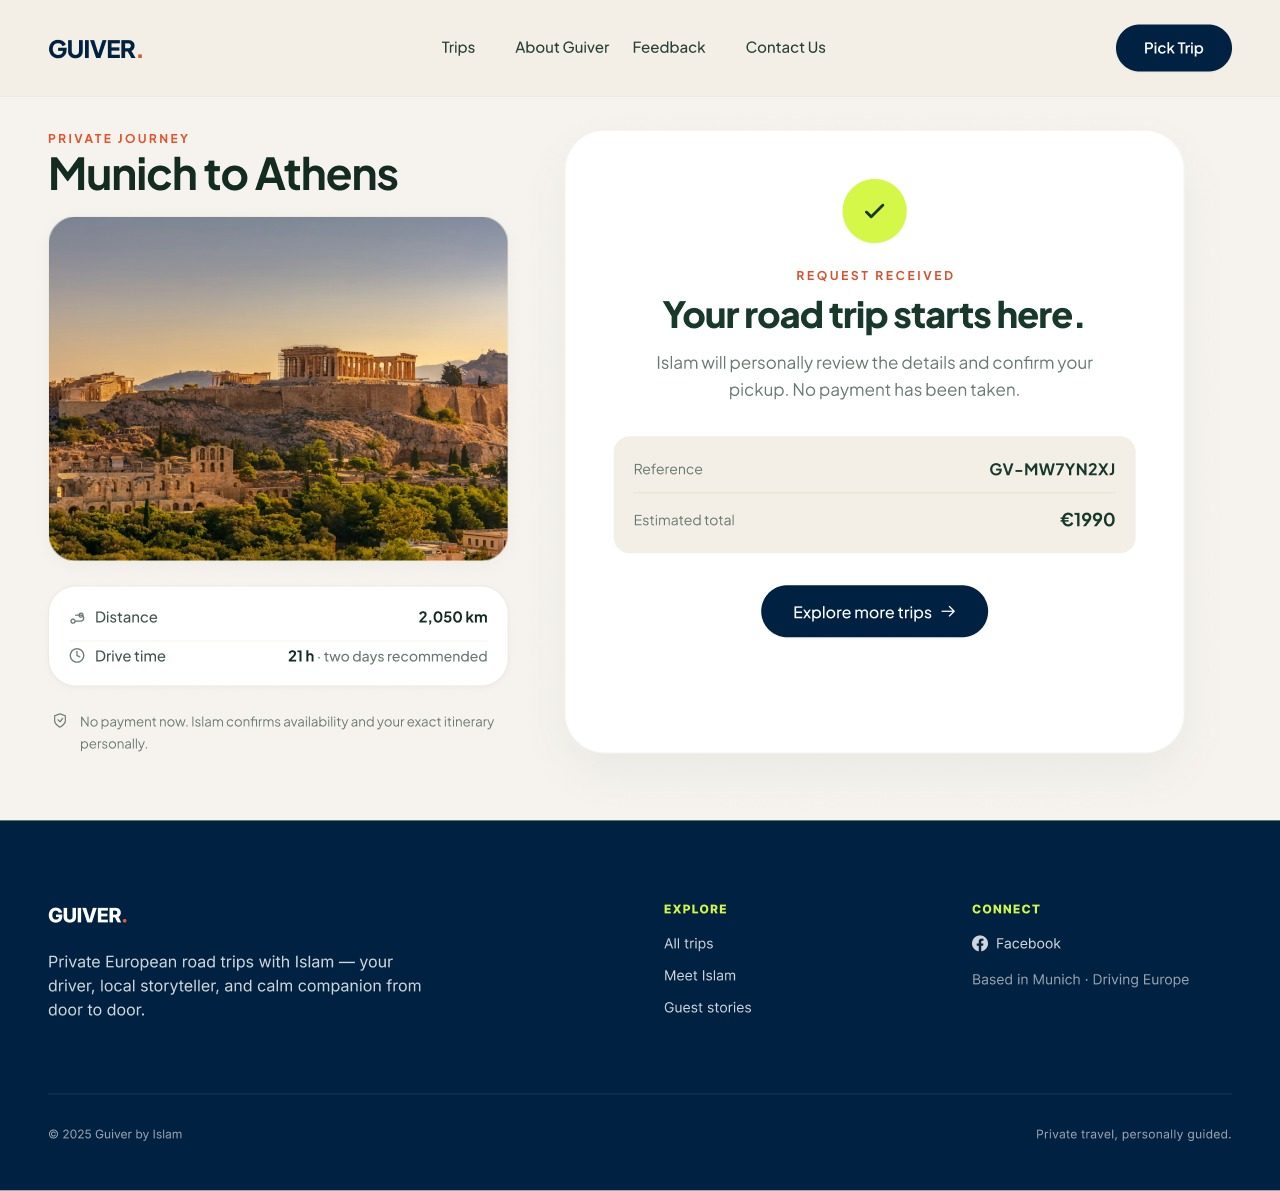 GUIVER.
Trips
About Guiver
Feedback
Contact Us
Pick Trip
PRIVATE JOURNEY
Munich to Athens
Distance
2,050 km
Drive time
21 h · two days recommended
No payment now. Islam confirms availability and your exact itinerary
personally.
REQUEST RECEIVED
Your road trip starts here.
Islam will personally review the details and confirm your
pickup. No payment has been taken.
Reference
GV-MW7YN2XJ
Estimated total
€1990
Explore more trips →
GUIVER.
Private European road trips with Islam — your
driver, local storyteller, and calm companion from
door to door.
EXPLORE
All trips
Meet Islam
Guest stories
CONNECT
Facebook
Based in Munich · Driving Europe
© 2025 Guiver by Islam
Private travel, personally guided.